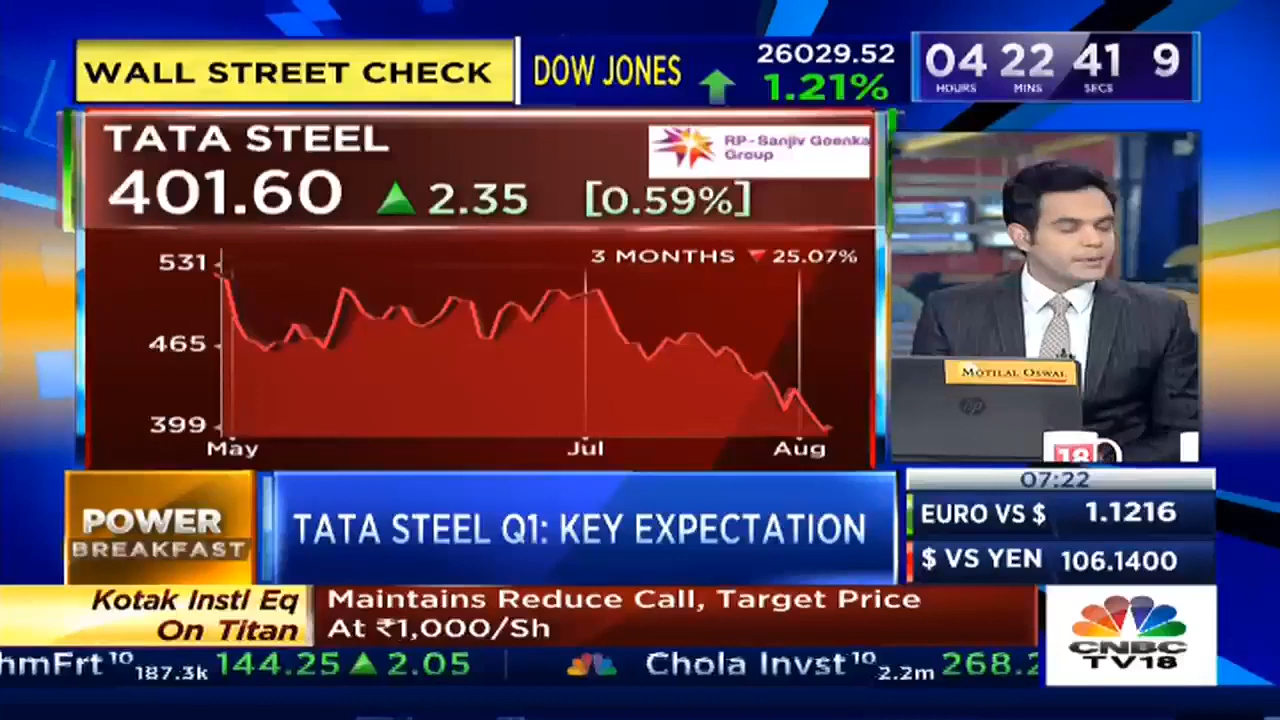 WALL STREET CHECK
DOW JONES
26029.52
1.21%
04 22 41 9
HOURS MINS SECS
TATA STEEL
401.60 ▲ 2.35 [0.59%]
RP-Sanjiv Goenka
Group
3 MONTHS ▼ 25.07%
531
465
399
May Jul Aug
MOTILAL OSWAL
hp
18
07:22
POWER
BREAKFAST
TATA STEEL Q1: KEY EXPECTATION
EURO VS $ 1.1216
$ VS YEN 106.1400
Kotak Instl Eq
On Titan
Maintains Reduce Call, Target Price
At ₹1,000/Sh
hmFrt 10 187.3k 144.25 ▲ 2.05
Chola Invst 10 2.2m 268.2
CNBC
TV18